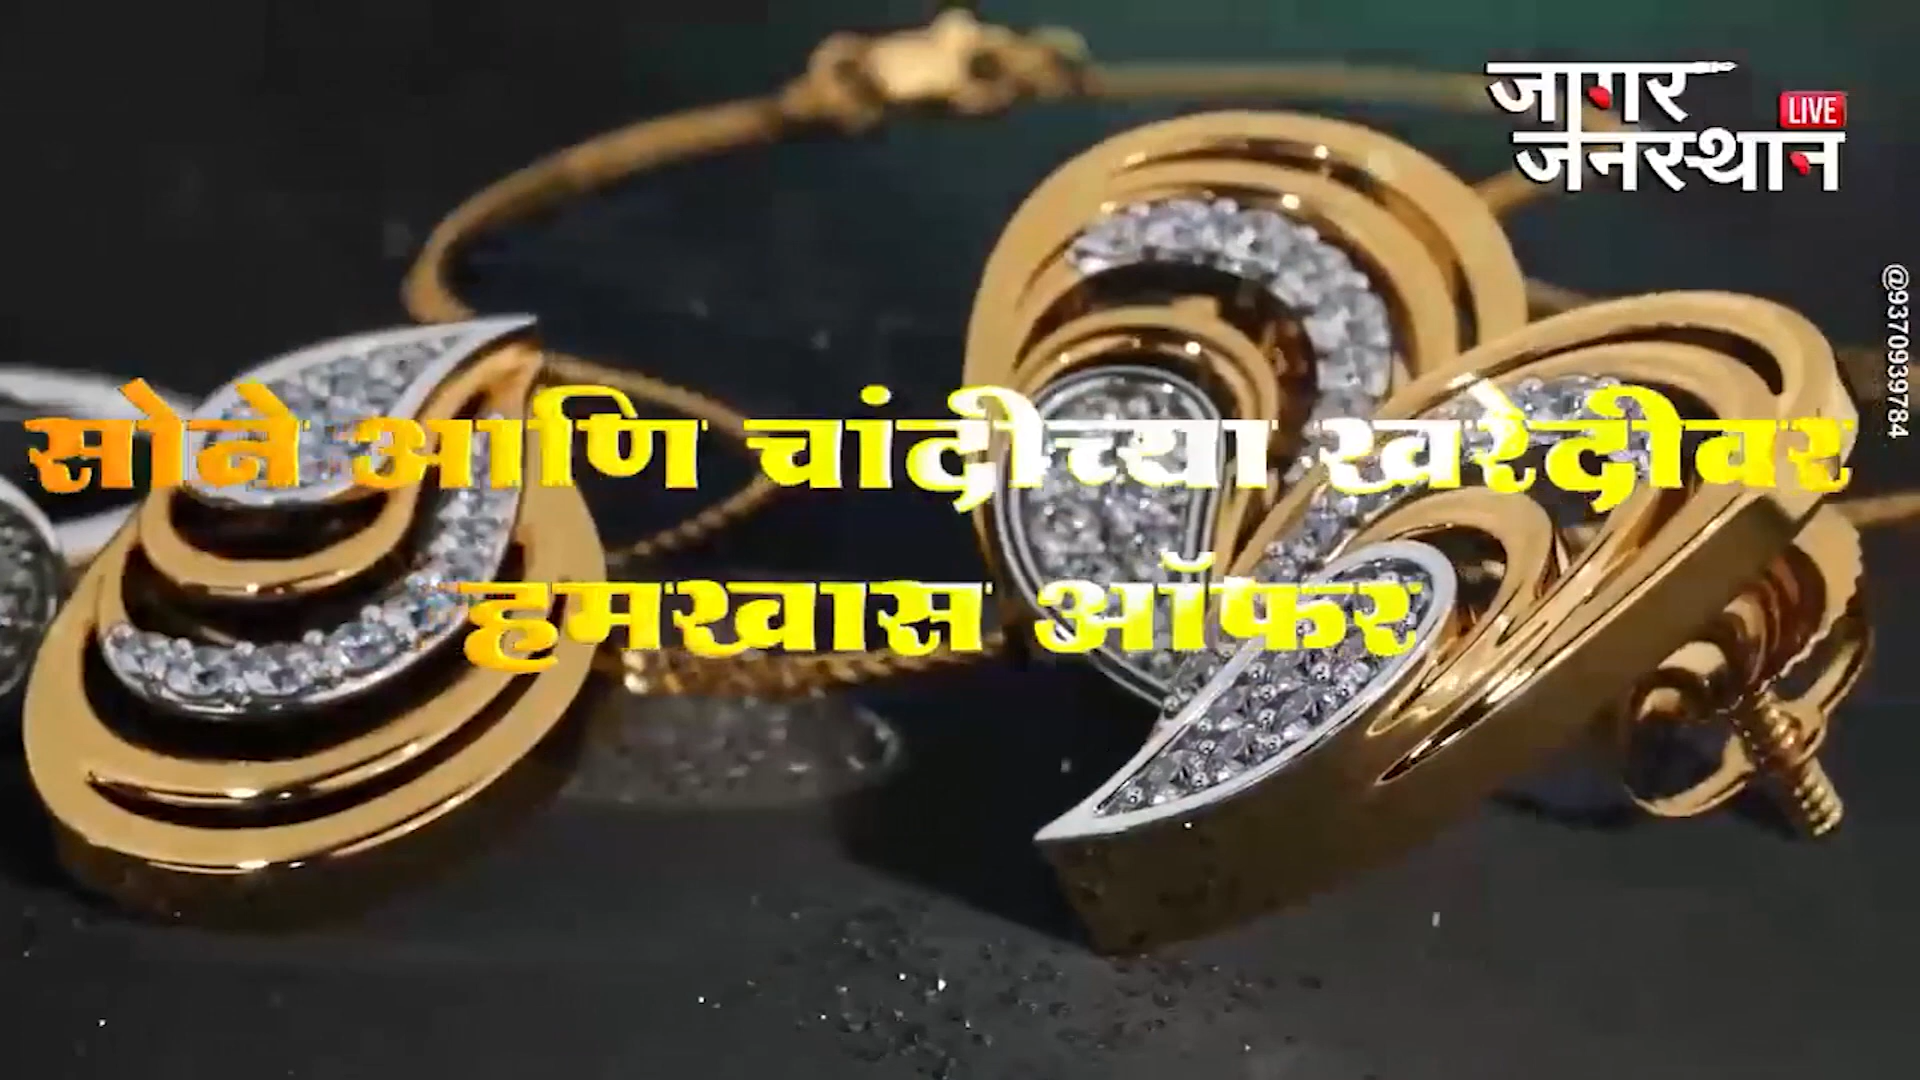 जागर
जनस्थान
LIVE
@9370939784
सोने आणि चांदीच्या खरेदीवर
हमखास ऑफर